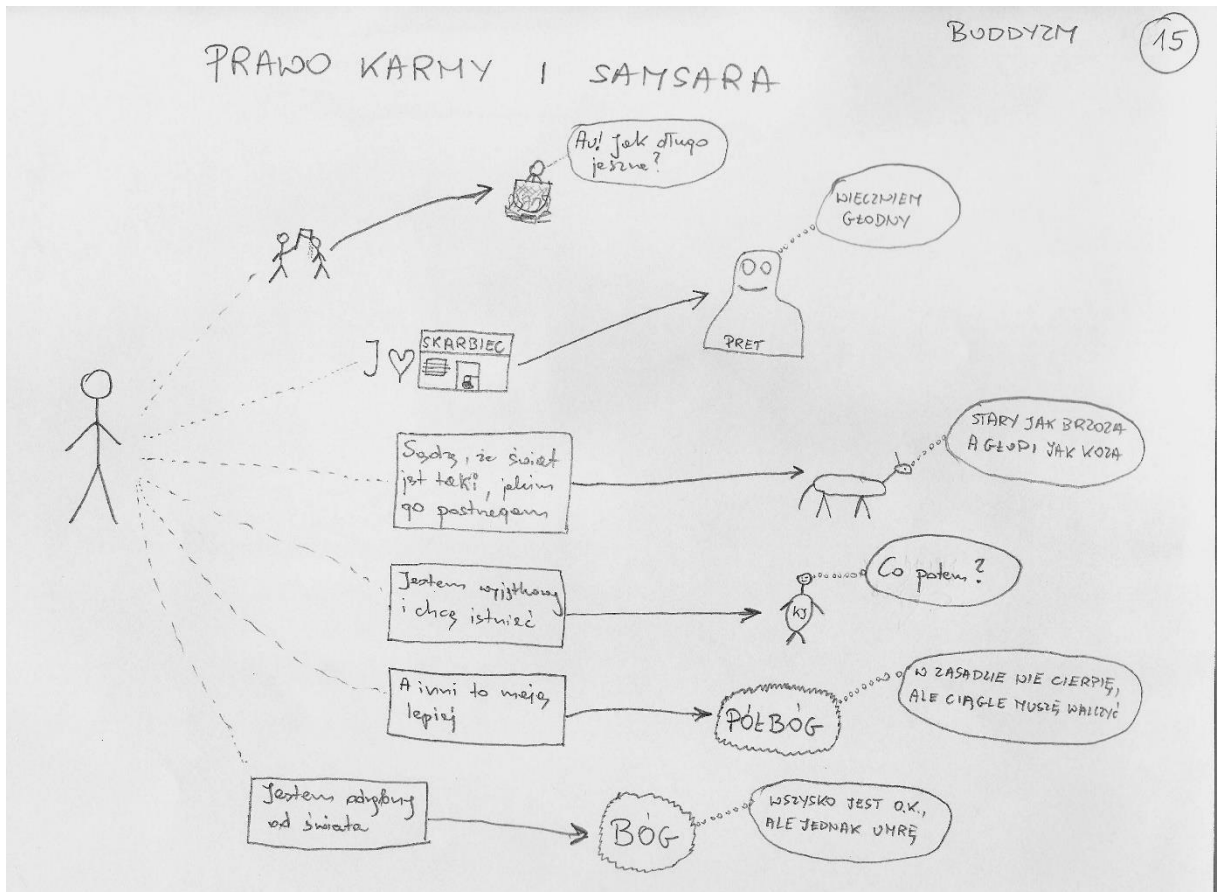 BUDDYZM
15
PRAWO KARMY I SAMSARA
Au! Jak długo
jeszcze?
WIECZNIEM
GŁODNY
PRET
J ♡ SKARBIEC
Sądzę, że świat
jest taki, jakim
go postrzegam
STARY JAK BRZOZA
A GŁUPI JAK KOZA
Jestem wyjątkowy
i chcę istnieć
KJ
Co potem?
A inni to mają
lepiej
PÓŁBÓG
W ZASADZIE NIE CIERPIĘ,
ALE CIĄGLE MUSZĘ WALCZYĆ
Jestem odrębny
od świata
BÓG
WSZYSKO JEST O.K.,
ALE JEDNAK UMRĘ